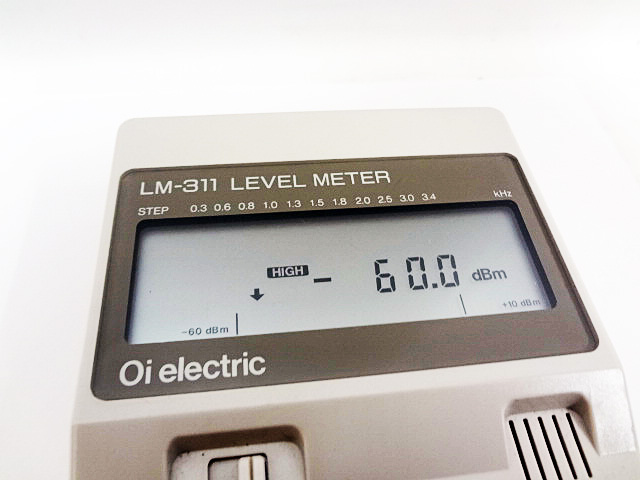 LM-311 LEVEL METER
STEP 0.3 0.6 0.8 1.0 1.3 1.5 1.8 2.0 2.5 3.0 3.4 kHz
HIGH - 60.0 dBm
-60 dBm +10 dBm
Oi electric